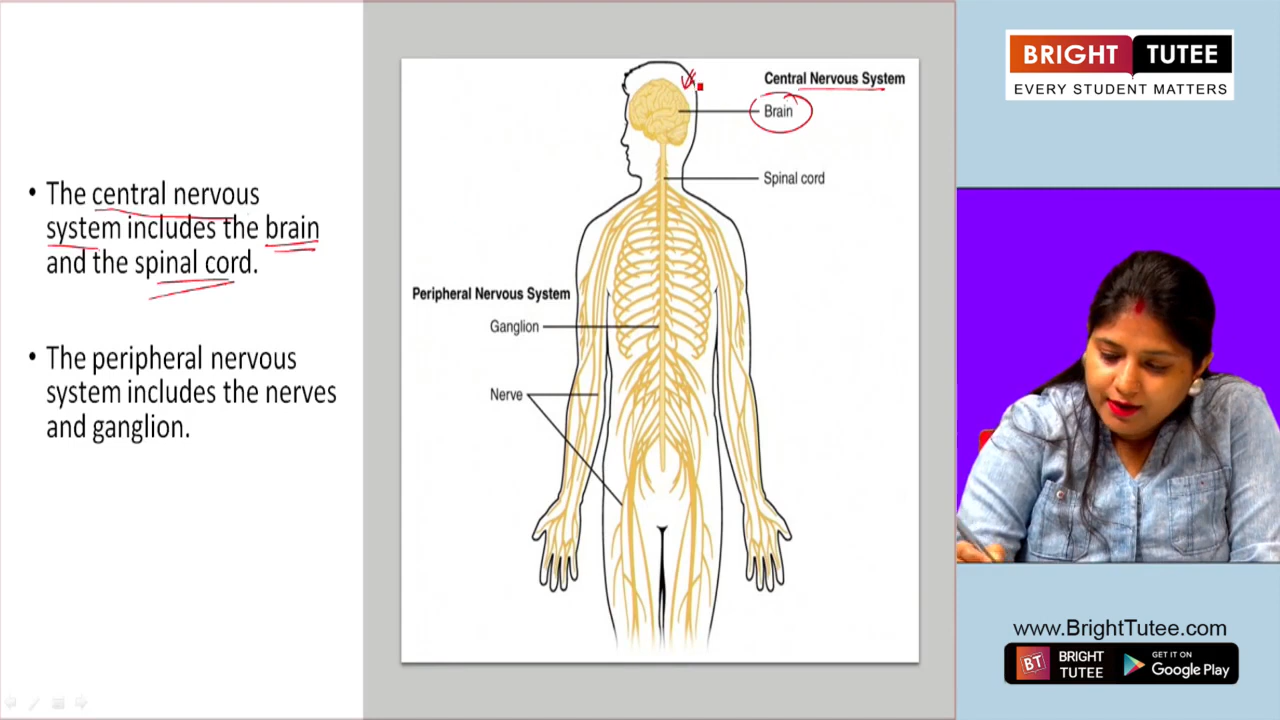 • The central nervous
system includes the brain
and the spinal cord.
• The peripheral nervous
system includes the nerves
and ganglion.
Central Nervous System
Brain
Spinal cord
Peripheral Nervous System
Ganglion
Nerve
BRIGHT TUTEE
EVERY STUDENT MATTERS
www.BrightTutee.com
BT
BRIGHT
TUTEE
GET IT ON
Google Play